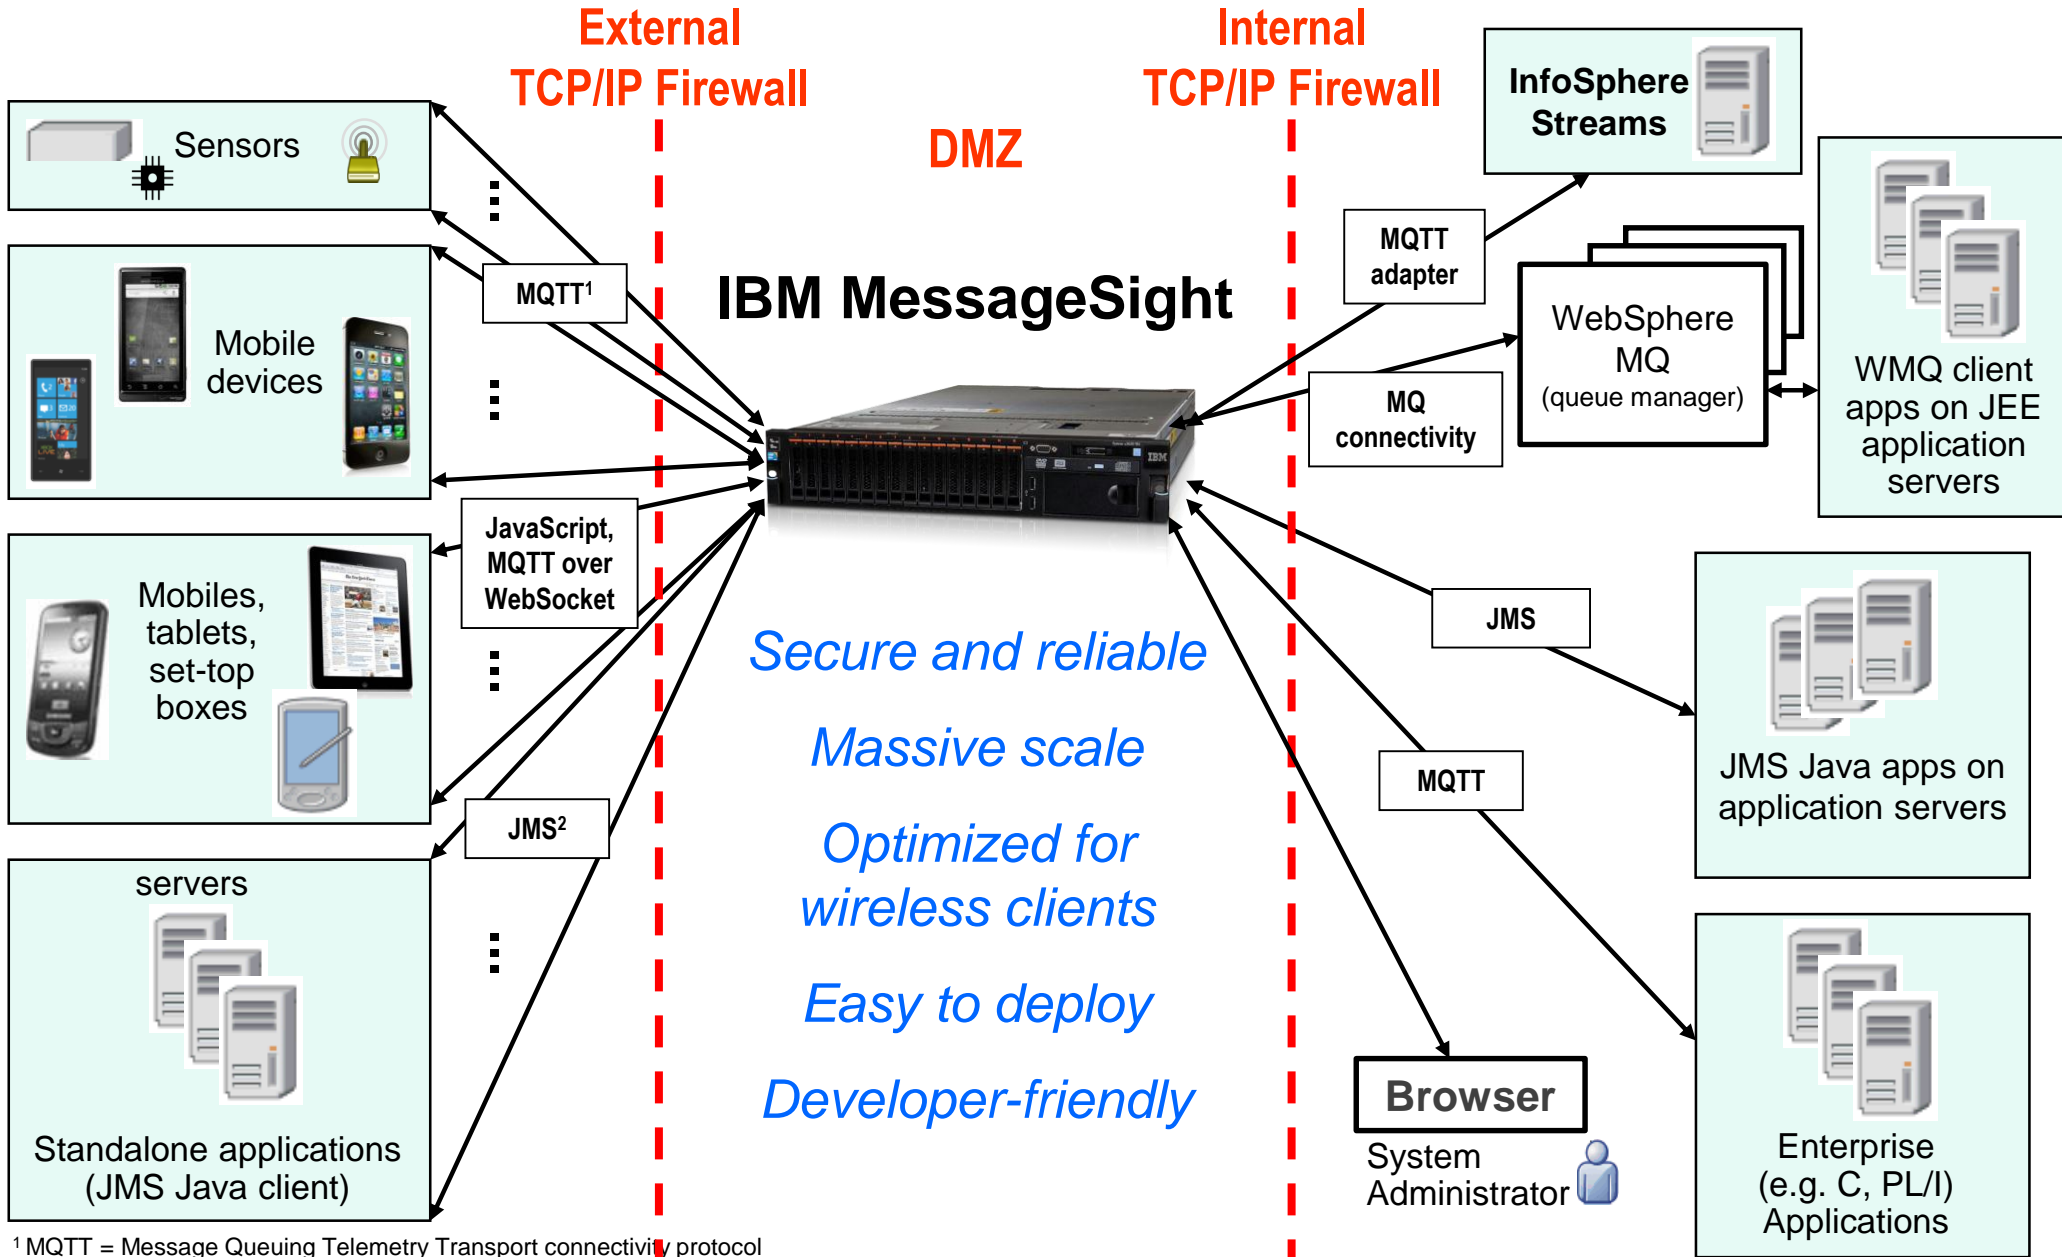 External
TCP/IP Firewall
Internal
TCP/IP Firewall
DMZ
IBM MessageSight
Sensors
Mobile
devices
Mobiles,
tablets,
set-top
boxes
servers
Standalone applications
(JMS Java client)
MQTT¹
JavaScript,
MQTT over
WebSocket
JMS²
IBM
Secure and reliable
Massive scale
Optimized for
wireless clients
Easy to deploy
Developer-friendly
MQTT
adapter
MQ
connectivity
JMS
MQTT
InfoSphere
Streams
WebSphere
MQ
(queue manager)
WMQ client
apps on JEE
application
servers
JMS Java apps on
application servers
Browser
System
Administrator
Enterprise
(e.g. C, PL/I)
Applications
¹ MQTT = Message Queuing Telemetry Transport connectivity protocol